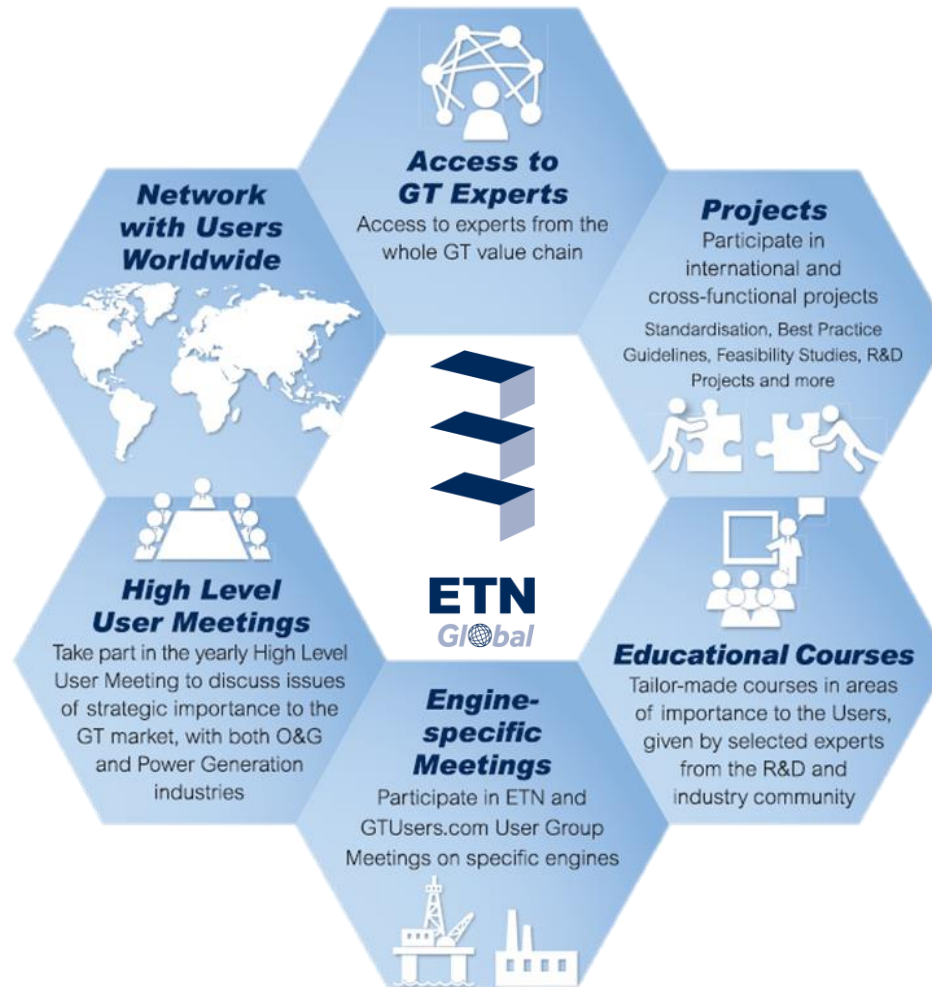 Access to
GT Experts
Access to experts from the
whole GT value chain
Network
with Users
Worldwide
Projects
Participate in
international and
cross-functional projects
Standardisation, Best Practice
Guidelines, Feasibility Studies, R&D
Projects and more
ETN
Global
High Level
User Meetings
Take part in the yearly High Level
User Meeting to discuss issues
of strategic importance to the
GT market, with both O&G
and Power Generation
industries
Educational Courses
Tailor-made courses in areas
of importance to the Users,
given by selected experts
from the R&D and
industry community
Engine-
specific
Meetings
Participate in ETN and
GTUsers.com User Group
Meetings on specific engines